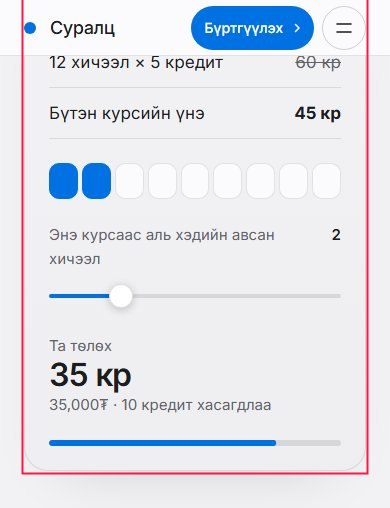 Суралц
Бүртгүүлэх
12 хичээл × 5 кредит 60 кр
Бүтэн курсийн үнэ 45 кр
Энэ курсаас аль хэдийн авсан 2
хичээл
Та төлөх
35 кр
35,000₮ · 10 кредит хасагдлаа